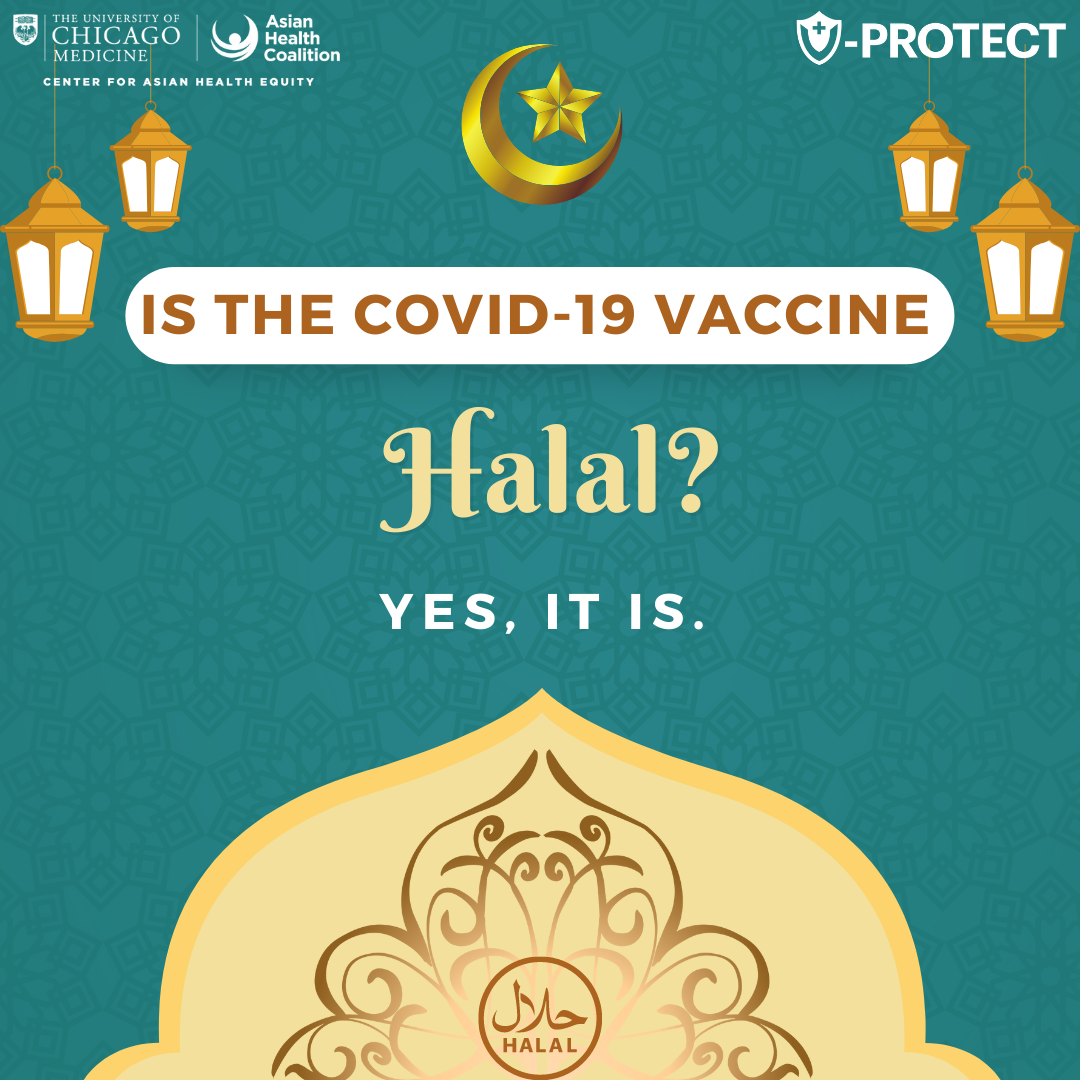 THE UNIVERSITY OF
CHICAGO
MEDICINE
Asian
Health
Coalition
CENTER FOR ASIAN HEALTH EQUITY
-PROTECT
IS THE COVID-19 VACCINE
Halal?
YES, IT IS.
حلال
HALAL